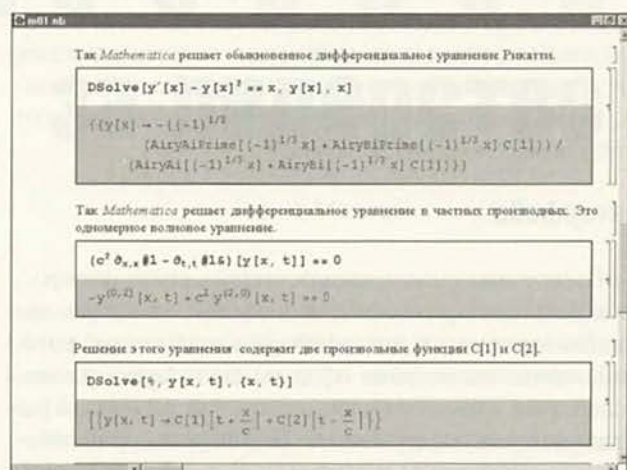 m01.nb
Так Mathematica решает обыкновенное дифференциальное уравнение Рикатти.
DSolve[y′[x] - y[x]² == x, y[x], x]
{{y[x] → -((-1)^1/3
(AiryAiPrime[(-1)^1/3 x] + AiryBiPrime[(-1)^1/3 x] C[1])) /
(AiryAi[(-1)^1/3 x] + AiryBi[(-1)^1/3 x] C[1])}}
Так Mathematica решает дифференциальное уравнение в частных производных. Это
одномерное волновое уравнение.
(c² ∂x,x #1 - ∂t,t #1&)[y[x, t]] == 0
-y^(0,2)[x, t] + c² y^(2,0)[x, t] == 0
Решение этого уравнения содержит две произвольные функции C[1] и C[2].
DSolve[%, y[x, t], {x, t}]
{{y[x, t] → C[1][t + x/c] + C[2][t - x/c]}}